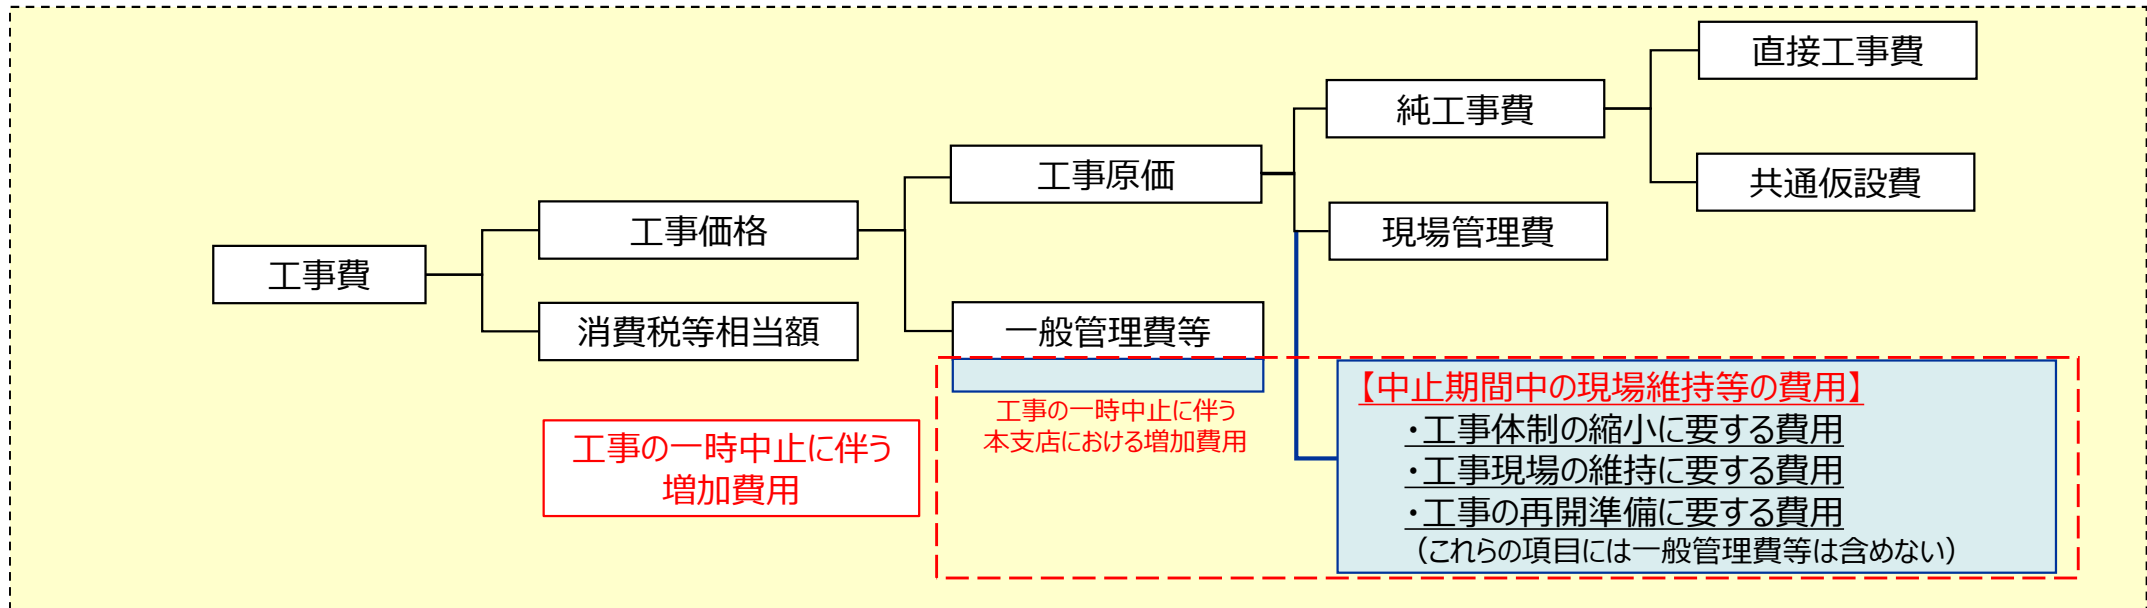 直接工事費
純工事費
工事原価
共通仮設費
工事価格
現場管理費
工事費
消費税等相当額
一般管理費等
工事の一時中止に伴う
本支店における増加費用
工事の一時中止に伴う
増加費用
【中止期間中の現場維持等の費用】
・工事体制の縮小に要する費用
・工事現場の維持に要する費用
・工事の再開準備に要する費用
（これらの項目には一般管理費等は含めない）